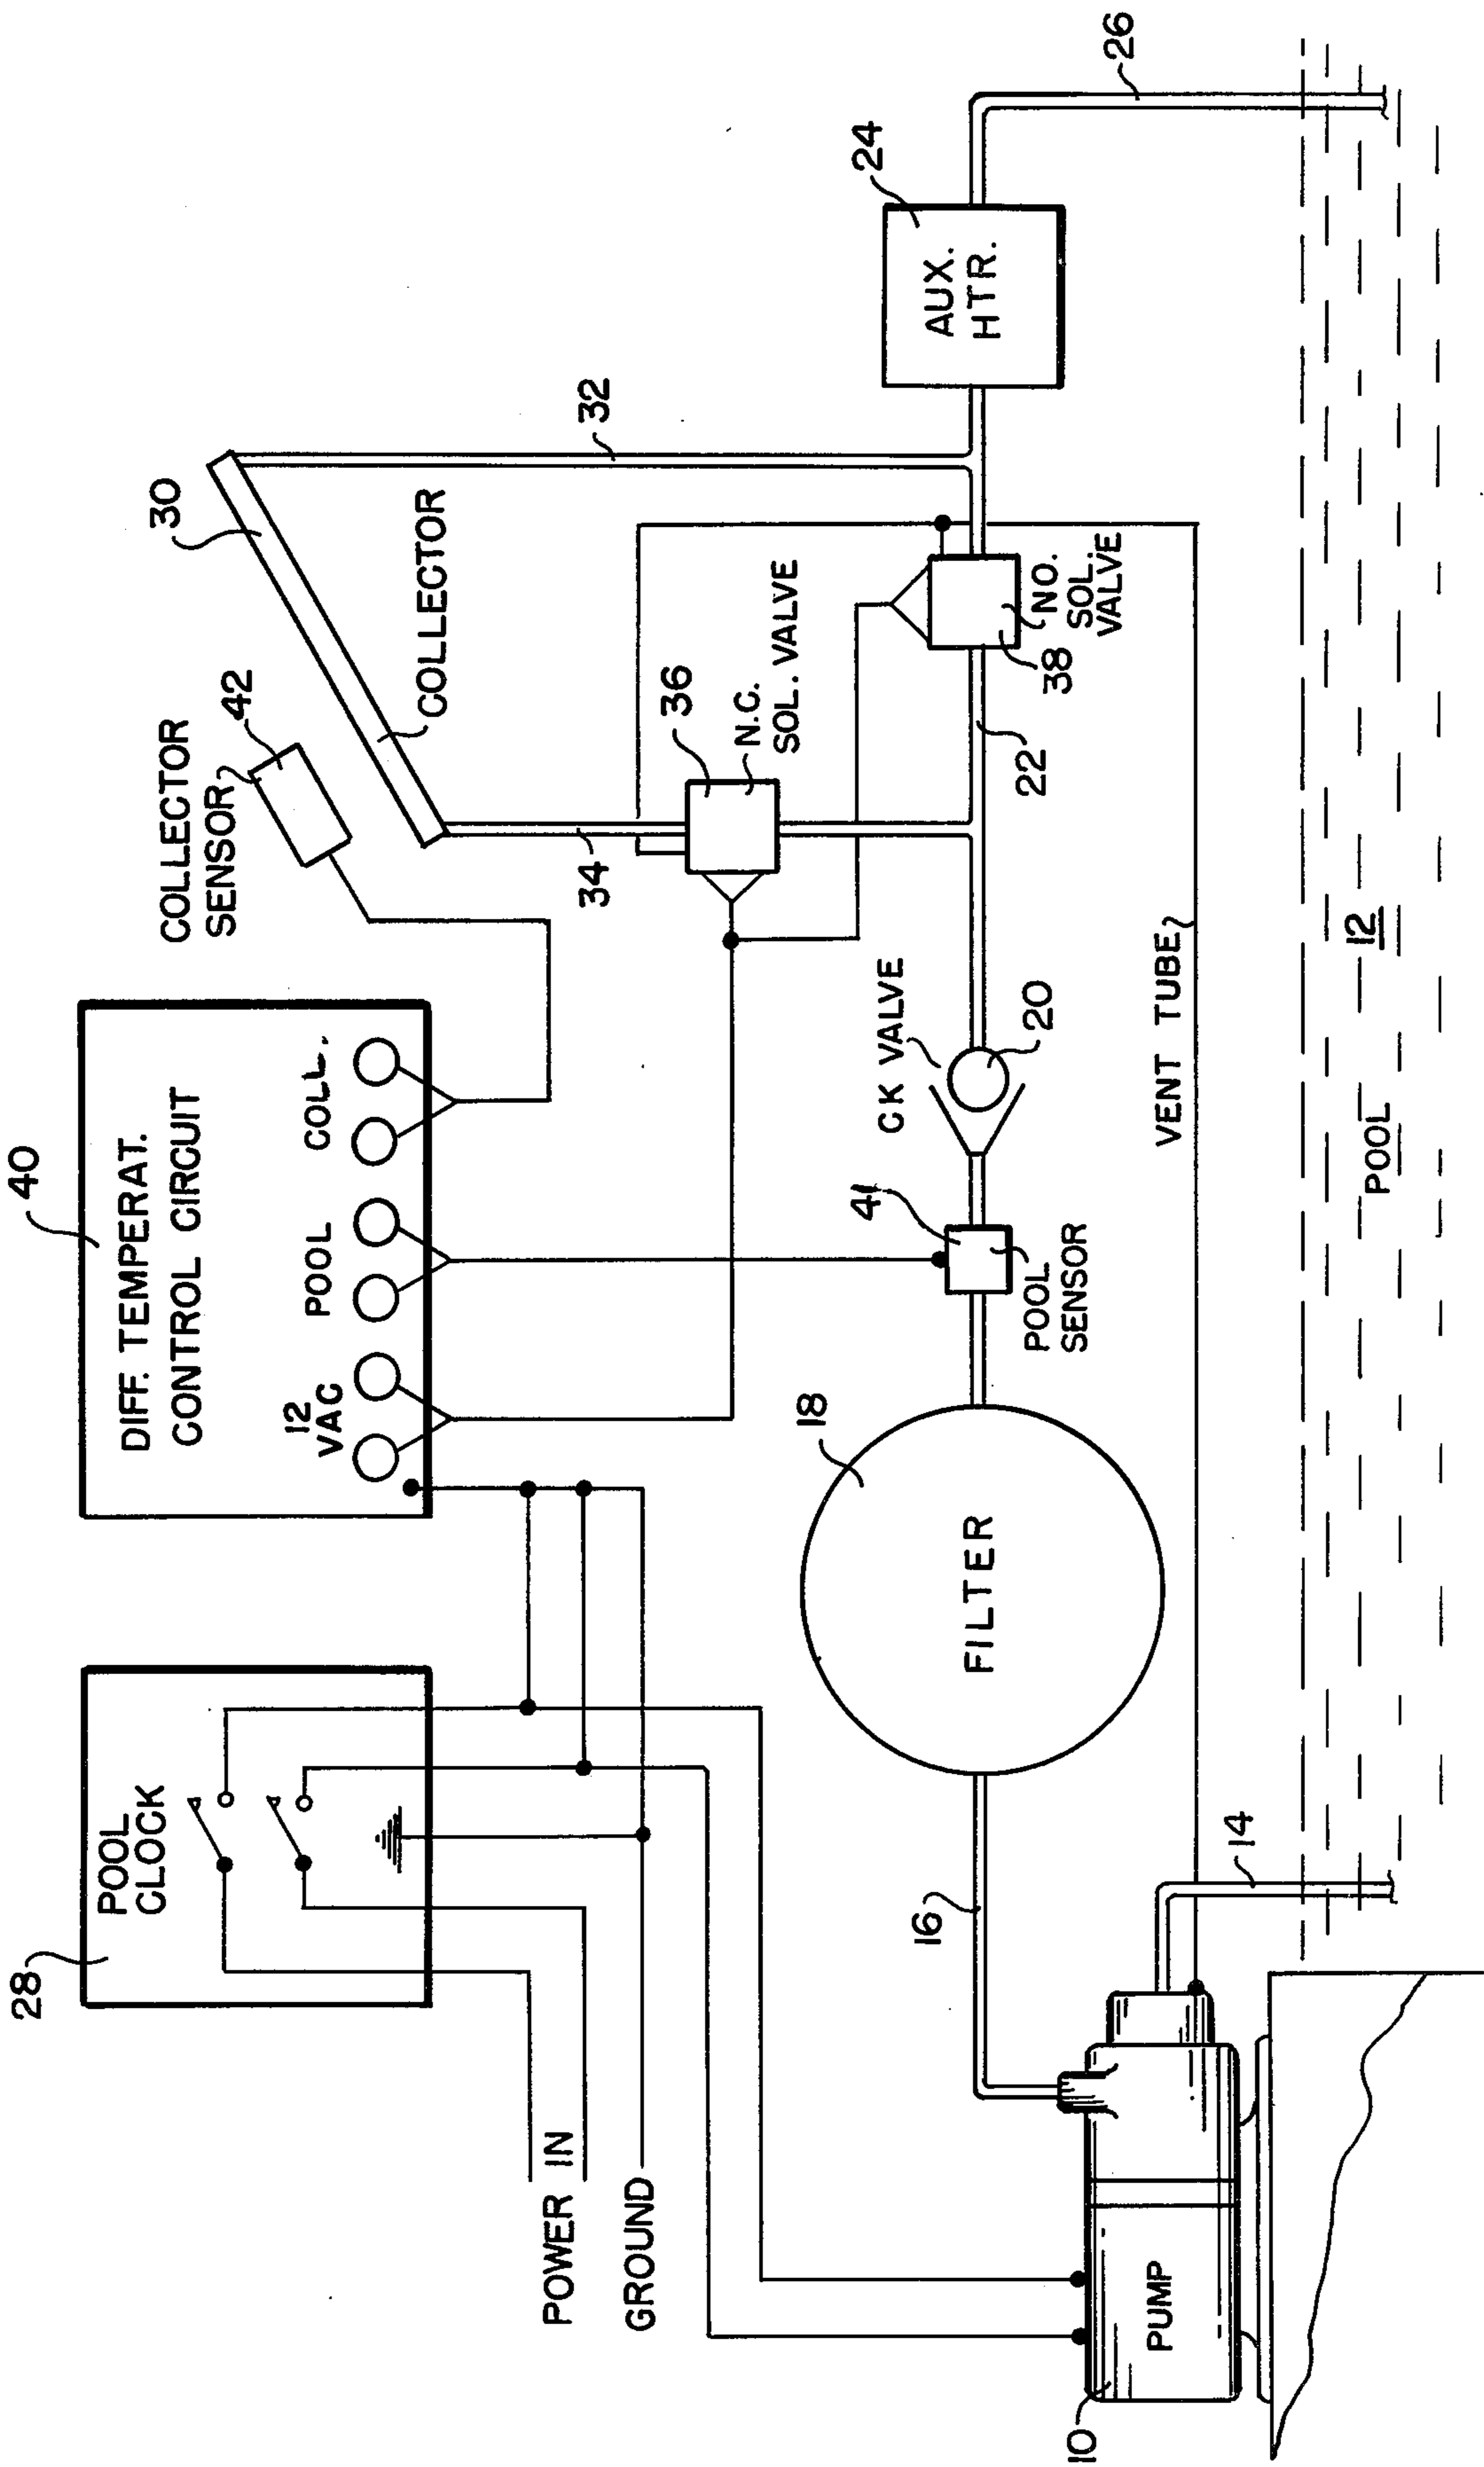 28
POOL
CLOCK
40
DIFF. TEMPERAT.
CONTROL CIRCUIT
12
VAC
POOL
COLL.
COLLECTOR
SENSOR
42
30
COLLECTOR
32
34
36
N.C.
SOL. VALVE
POWER IN
GROUND
16
FILTER
18
41
POOL
SENSOR
CK VALVE
20
22
38
NO.
SOL.
VALVE
24
AUX.
HTR.
26
10
PUMP
14
VENT TUBE
POOL
12